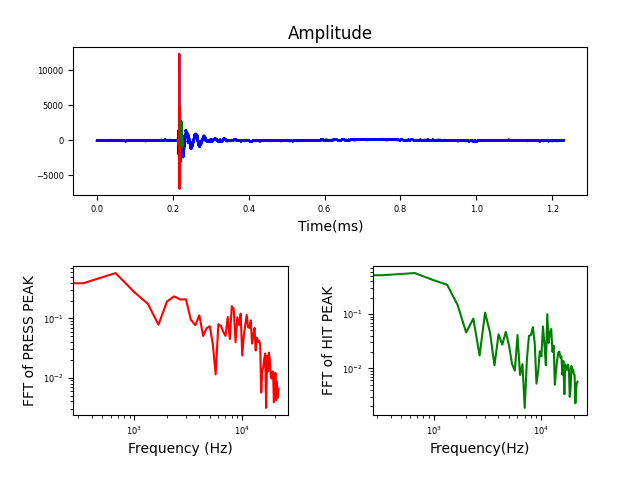 Amplitude
10000
5000
0
−5000
0.0 0.2 0.4 0.6 0.8 1.0 1.2
Time(ms)
FFT of PRESS PEAK
10⁻¹
10⁻²
10³ 10⁴
Frequency (Hz)
FFT of HIT PEAK
10⁻¹
10⁻²
10³ 10⁴
Frequency(Hz)